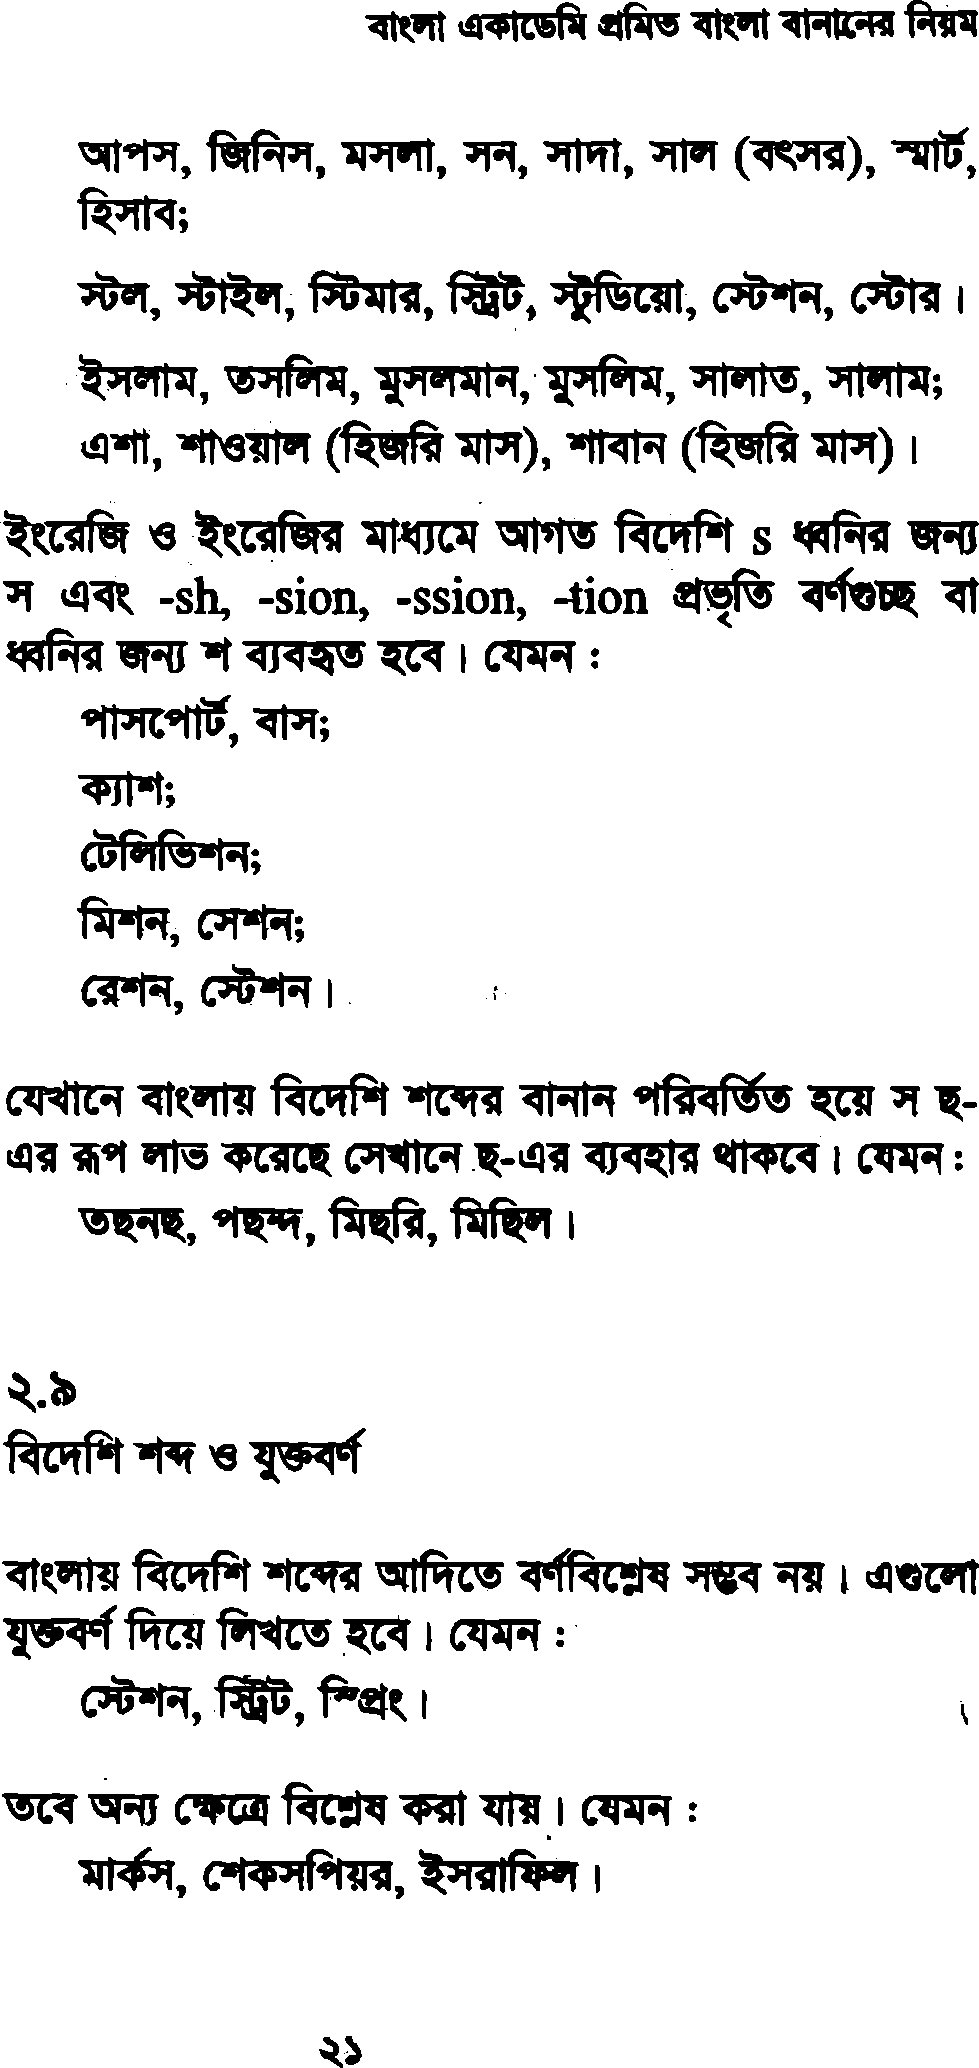 বাংলা একাডেমি প্রমিত বাংলা বানানের নিয়ম
আপস, জিনিস, মসলা, সন, সাদা, সাল (বৎসর), স্মার্ট,
হিসাব;
স্টল, স্টাইল, স্টিমার, স্ট্রিট, স্টুডিয়ো, স্টেশন, স্টোর।
ইসলাম, তসলিম, মুসলমান, মুসলিম, সালাত, সালাম;
এশা, শাওয়াল (হিজরি মাস), শাবান (হিজরি মাস)।
ইংরেজি ও ইংরেজির মাধ্যমে আগত বিদেশি s ধ্বনির জন্য
স এবং -sh, -sion, -ssion, -tion প্রভৃতি বর্ণগুচ্ছ বা
ধ্বনির জন্য শ ব্যবহৃত হবে। যেমন :
পাসপোর্ট, বাস;
ক্যাশ;
টেলিভিশন;
মিশন, সেশন;
রেশন, স্টেশন।
যেখানে বাংলায় বিদেশি শব্দের বানান পরিবর্তিত হয়ে স ছ-
এর রূপ লাভ করেছে সেখানে ছ-এর ব্যবহার থাকবে। যেমন :
তছনছ, পছন্দ, মিছরি, মিছিল।
২.৯
বিদেশি শব্দ ও যুক্তবর্ণ
বাংলায় বিদেশি শব্দের আদিতে বর্ণবিশ্লেষ সম্ভব নয়। এগুলো
যুক্তবর্ণ দিয়ে লিখতে হবে। যেমন :
স্টেশন, স্ট্রিট, স্প্রিং।
তবে অন্য ক্ষেত্রে বিশ্লেষ করা যায়। যেমন :
মার্কস, শেকসপিয়র, ইসরাফিল।
২১